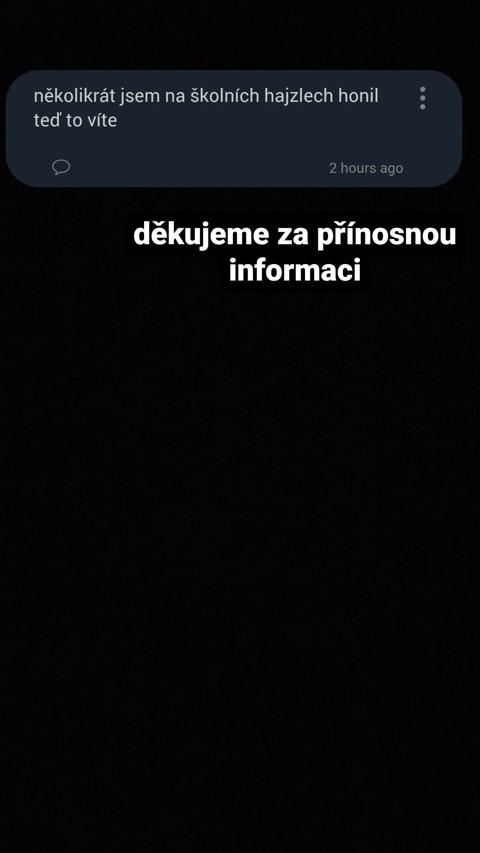 několikrát jsem na školních hajzlech honil
teď to víte
2 hours ago
děkujeme za přínosnou
informaci